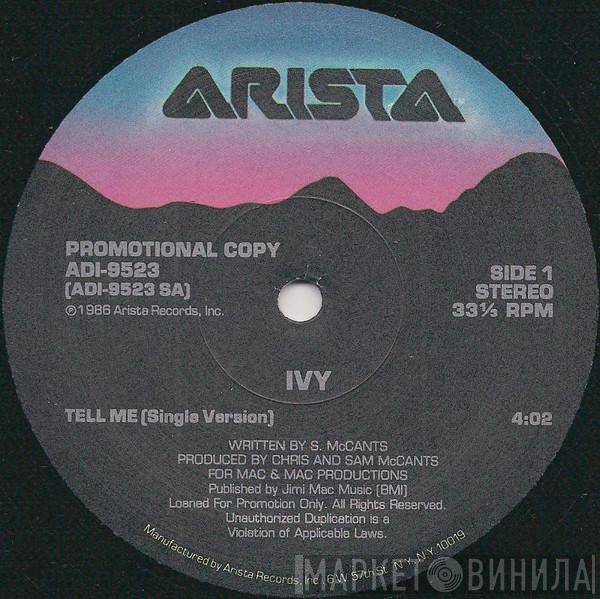 ARISTA
PROMOTIONAL COPY
ADI-9523
(ADI-9523 SA)
℗1986 Arista Records, Inc.
SIDE 1
STEREO
33⅓ RPM
IVY
TELL ME (Single Version) 4:02
WRITTEN BY S. McCANTS
PRODUCED BY CHRIS AND SAM McCANTS
FOR MAC & MAC PRODUCTIONS
Published by Jimi Mac Music (BMI)
Loaned For Promotion Only. All Rights Reserved.
Unauthorized Duplication is a
Violation of Applicable Laws.
Manufactured by Arista Records, Inc., 6 W. 57th St., N.Y., N.Y. 10019
МАРКЕТ ВИНИЛА